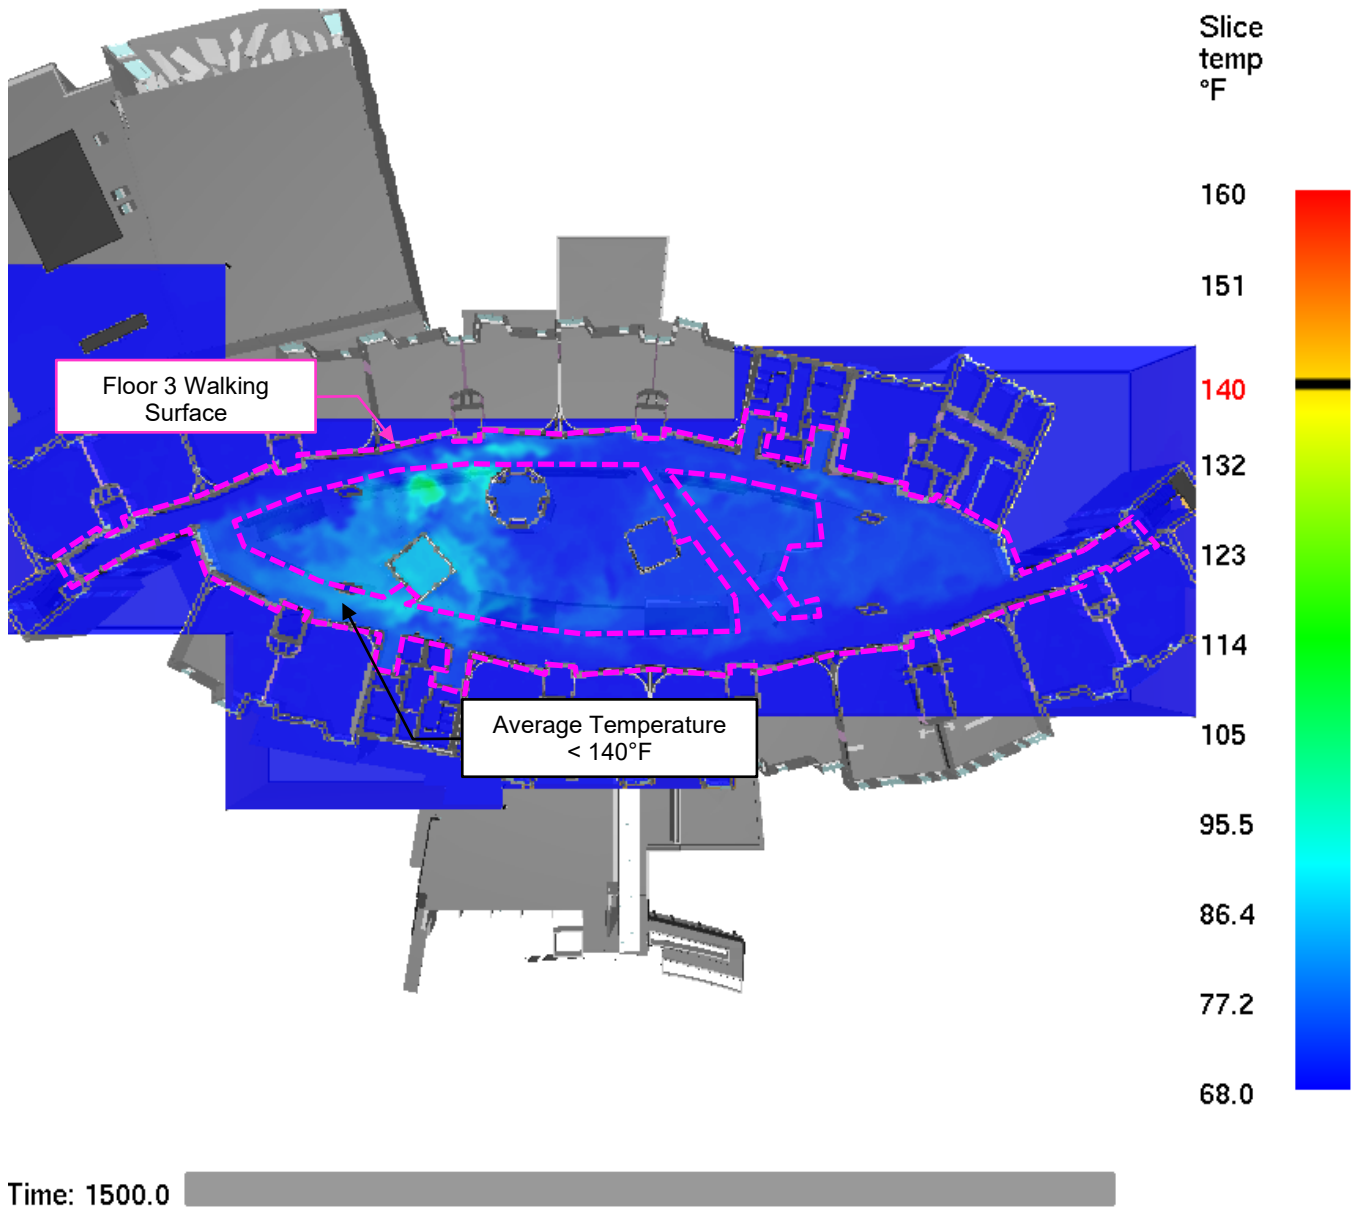 Slice
temp
°F
160
151
140
132
123
114
105
95.5
86.4
77.2
68.0
Floor 3 Walking
Surface
Average Temperature
< 140°F
Time: 1500.0